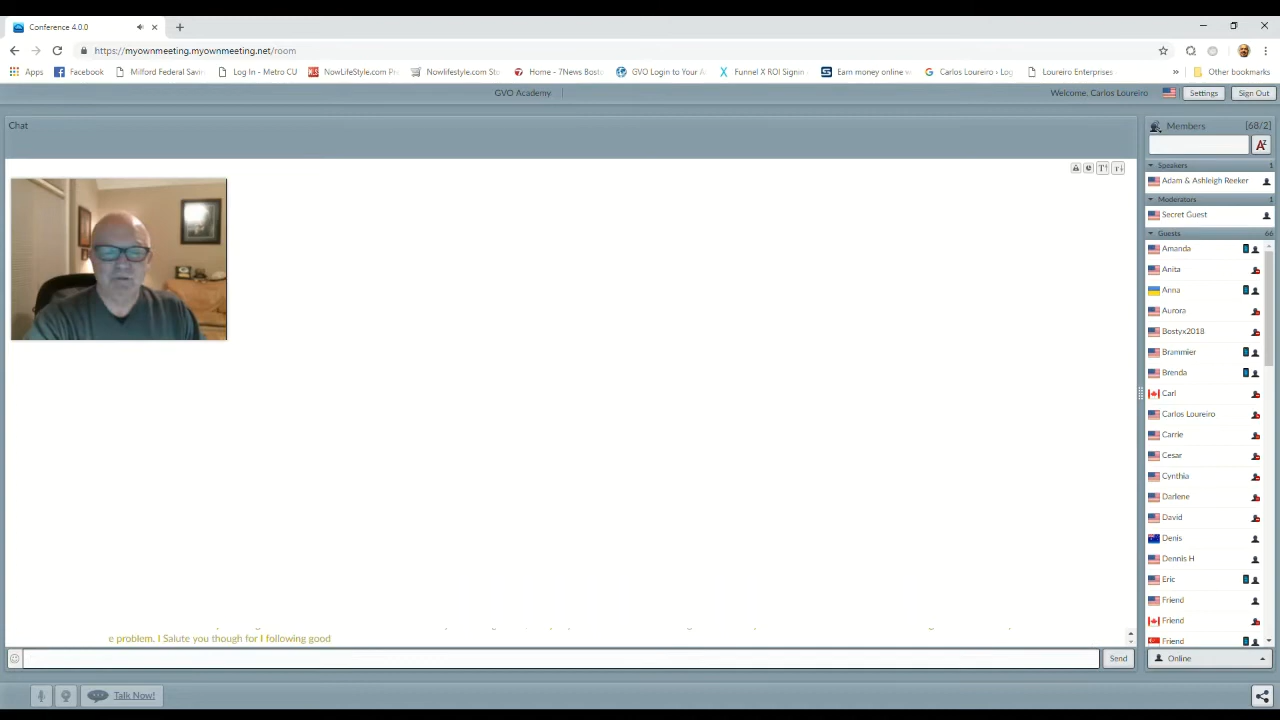 Conference 4.0.0
https://myownmeeting.myownmeeting.net/room
Apps Facebook Milford Federal Savin Log In - Metro CU NowLifeStyle.com Pr Nowlifestyle.com Sto Home - 7News Bosto GVO Login to Your A Funnel X ROI Signin Earn money online w Carlos Loureiro › Log Loureiro Enterprises » Other bookmarks
GVO Academy
Welcome, Carlos Loureiro Settings Sign Out
Chat
Members [68/2]
Speakers 1
Adam & Ashleigh Reeker
Moderators 1
Secret Guest
Guests 66
Amanda
Anita
Anna
Aurora
Bostyx2018
Brammier
Brenda
Carl
Carlos Loureiro
Carrie
Cesar
Cynthia
Darlene
David
Denis
Dennis H
Eric
Friend
Friend
Friend
e problem. I Salute you though for I following good
Send
Online
Talk Now!